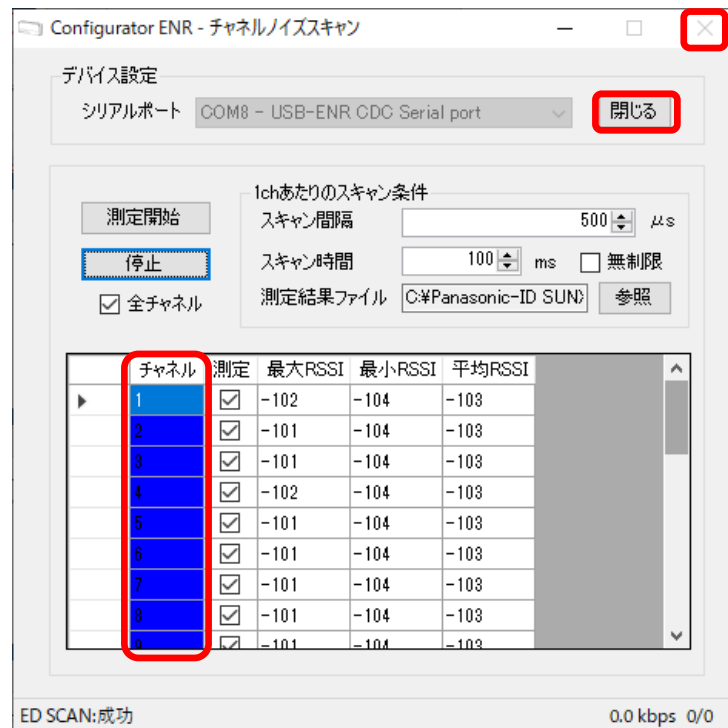 Configurator ENR - チャネルノイズスキャン
デバイス設定
シリアルポート COM8 - USB-ENR CDC Serial port 閉じる
1chあたりのスキャン条件
測定開始 スキャン間隔 500 μs
停止 スキャン時間 100 ms 無制限
全チャネル 測定結果ファイル C:¥Panasonic-ID SUN 参照
チャネル 測定 最大RSSI 最小RSSI 平均RSSI
1 -102 -104 -103
2 -101 -104 -103
3 -101 -104 -103
4 -102 -104 -103
5 -101 -104 -103
6 -101 -104 -103
7 -101 -104 -103
8 -101 -104 -103
9 -101 -104 -103
ED SCAN:成功 0.0 kbps 0/0